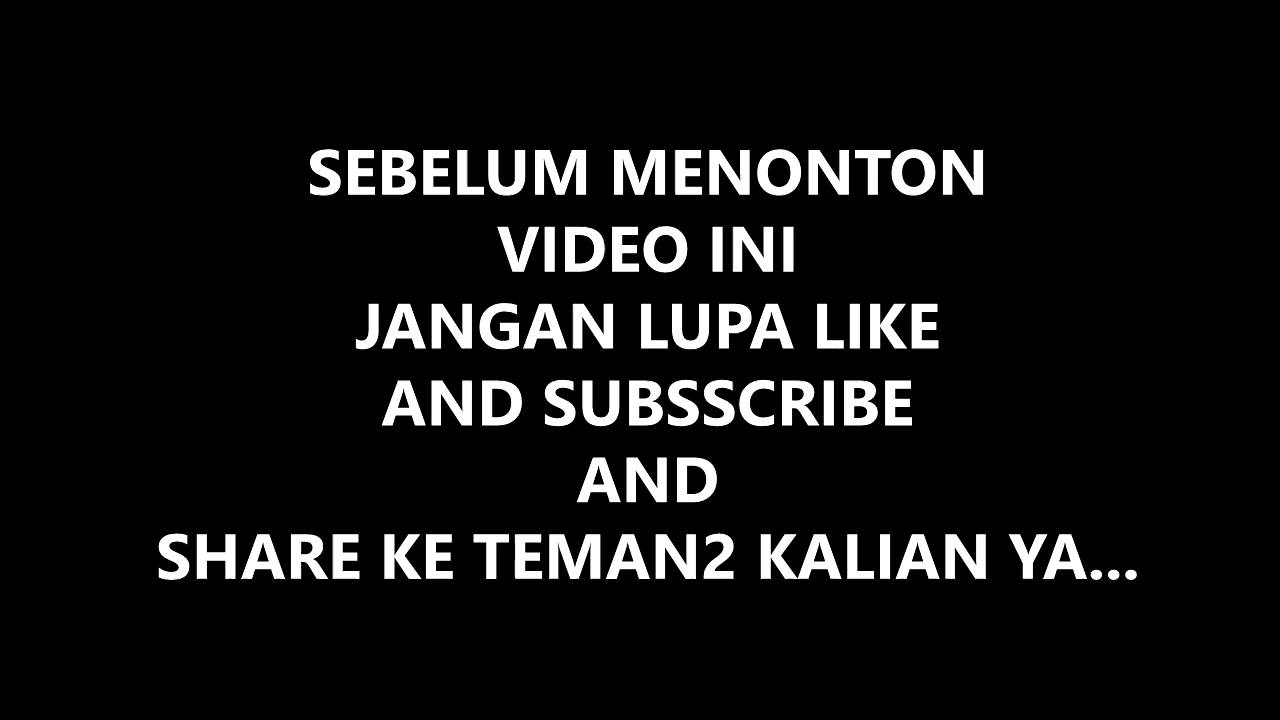 SEBELUM MENONTON
VIDEO INI
JANGAN LUPA LIKE
AND SUBSSCRIBE
AND
SHARE KE TEMAN2 KALIAN YA...